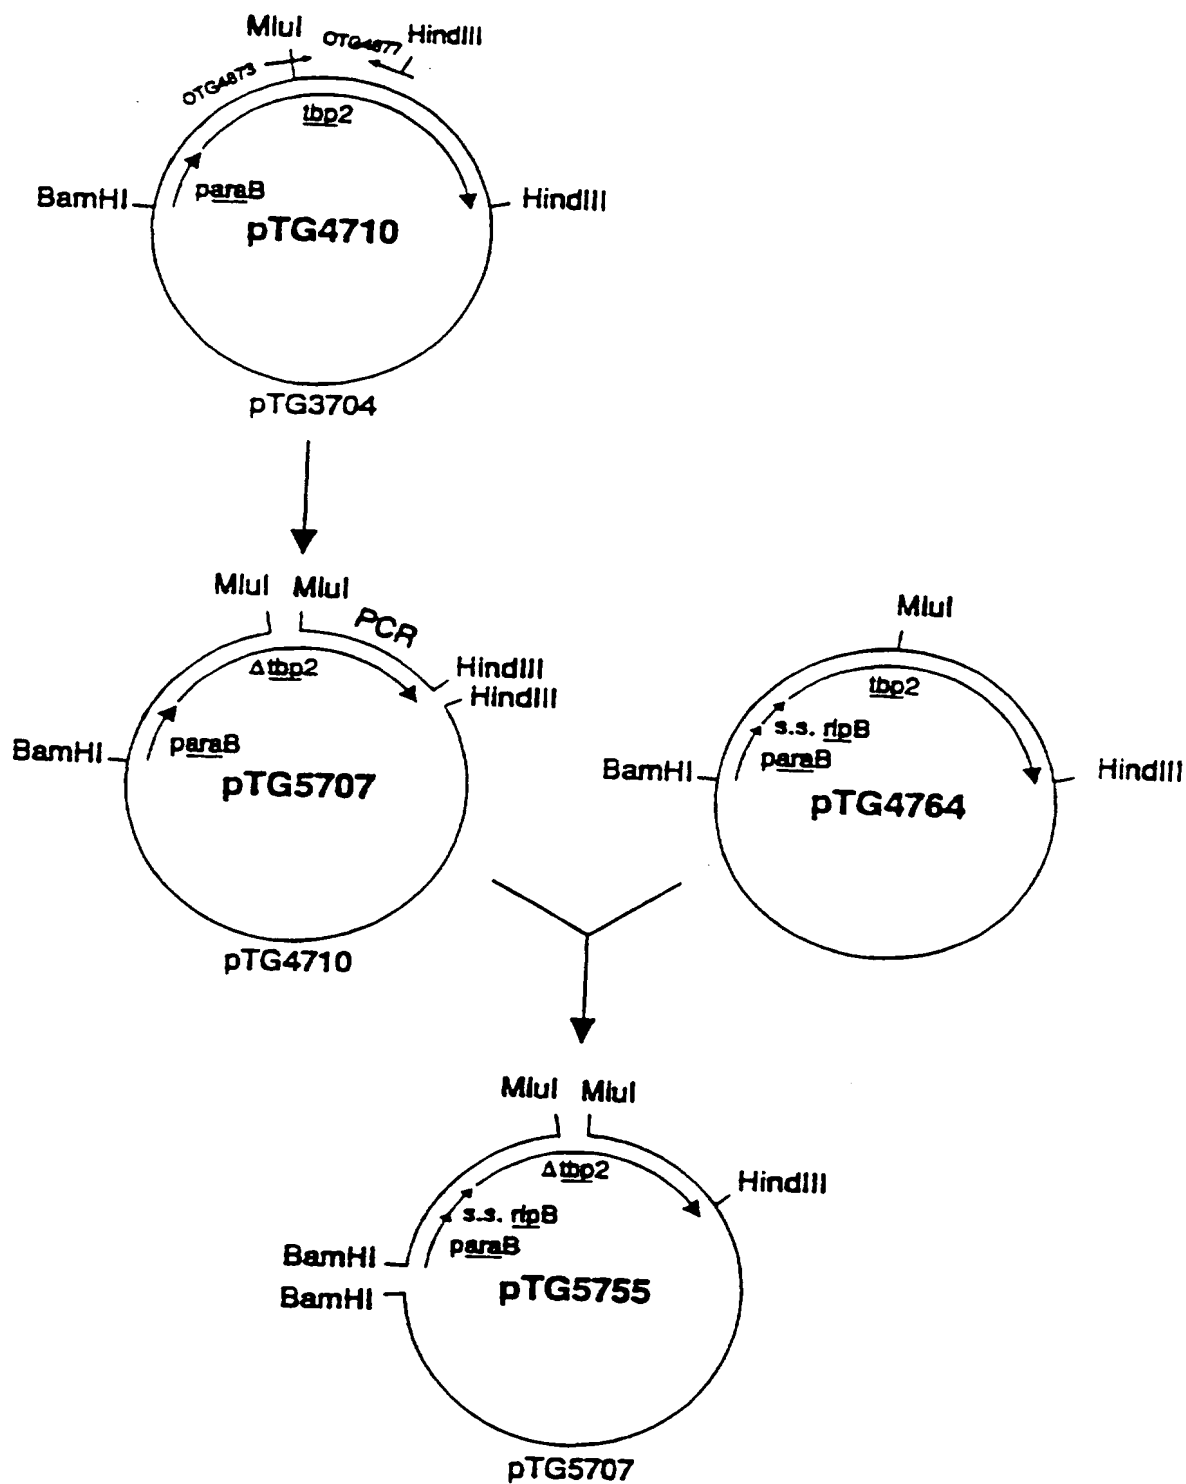 MluI
OTG4877
HindIII
OTG4873
tbp2
BamHI
paraB
HindIII
pTG4710
pTG3704
MluI MluI
PCR
HindIII
HindIII
Δtbp2
BamHI
paraB
pTG5707
pTG4710
MluI
tbp2
s.s. rlpB
paraB
BamHI
HindIII
pTG4764
MluI MluI
Δtbp2
HindIII
s.s. rlpB
paraB
BamHI
BamHI
pTG5755
pTG5707